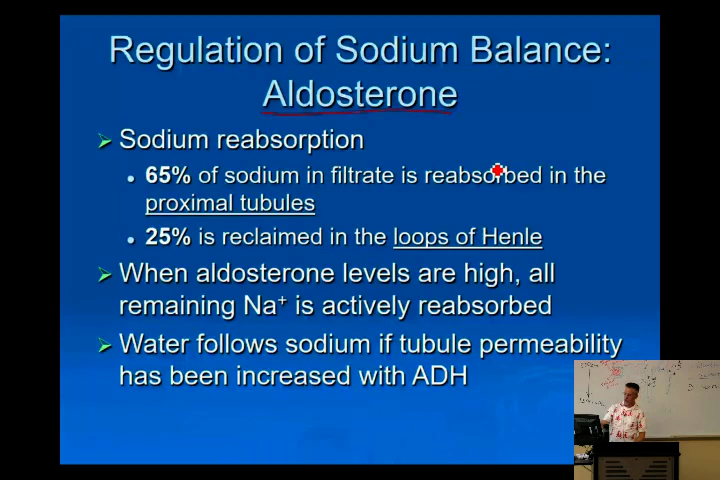 Regulation of Sodium Balance:
Aldosterone
Sodium reabsorption
65% of sodium in filtrate is reabsorbed in the
proximal tubules
25% is reclaimed in the loops of Henle
When aldosterone levels are high, all
remaining Na⁺ is actively reabsorbed
Water follows sodium if tubule permeability
has been increased with ADH